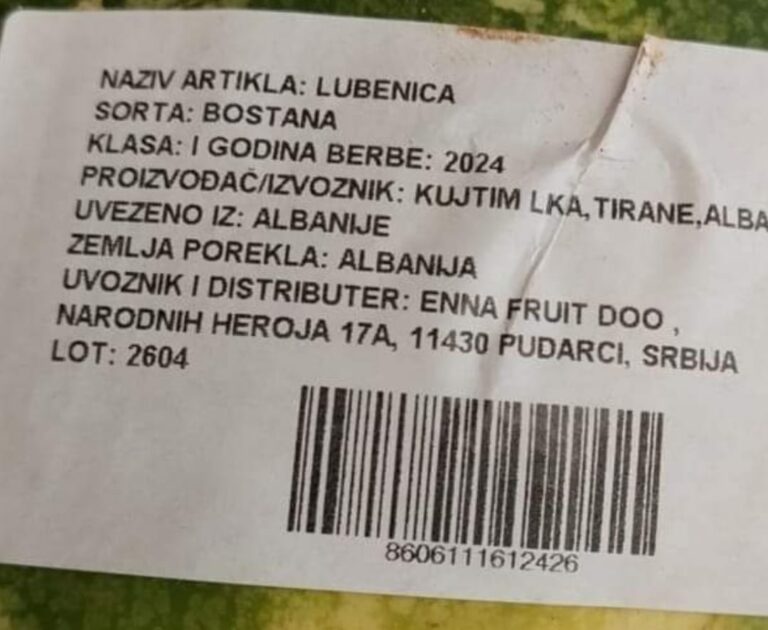 NAZIV ARTIKLA: LUBENICA
SORTA: BOSTANA
KLASA: I GODINA BERBE: 2024
PROIZVOĐAČ/IZVOZNIK: KUJTIM LKA,TIRANE,ALBA
UVEZENO IZ: ALBANIJE
ZEMLJA POREKLA: ALBANIJA
UVOZNIK I DISTRIBUTER: ENNA FRUIT DOO ,
NARODNIH HEROJA 17A, 11430 PUDARCI, SRBIJA
LOT: 2604
8606111612426